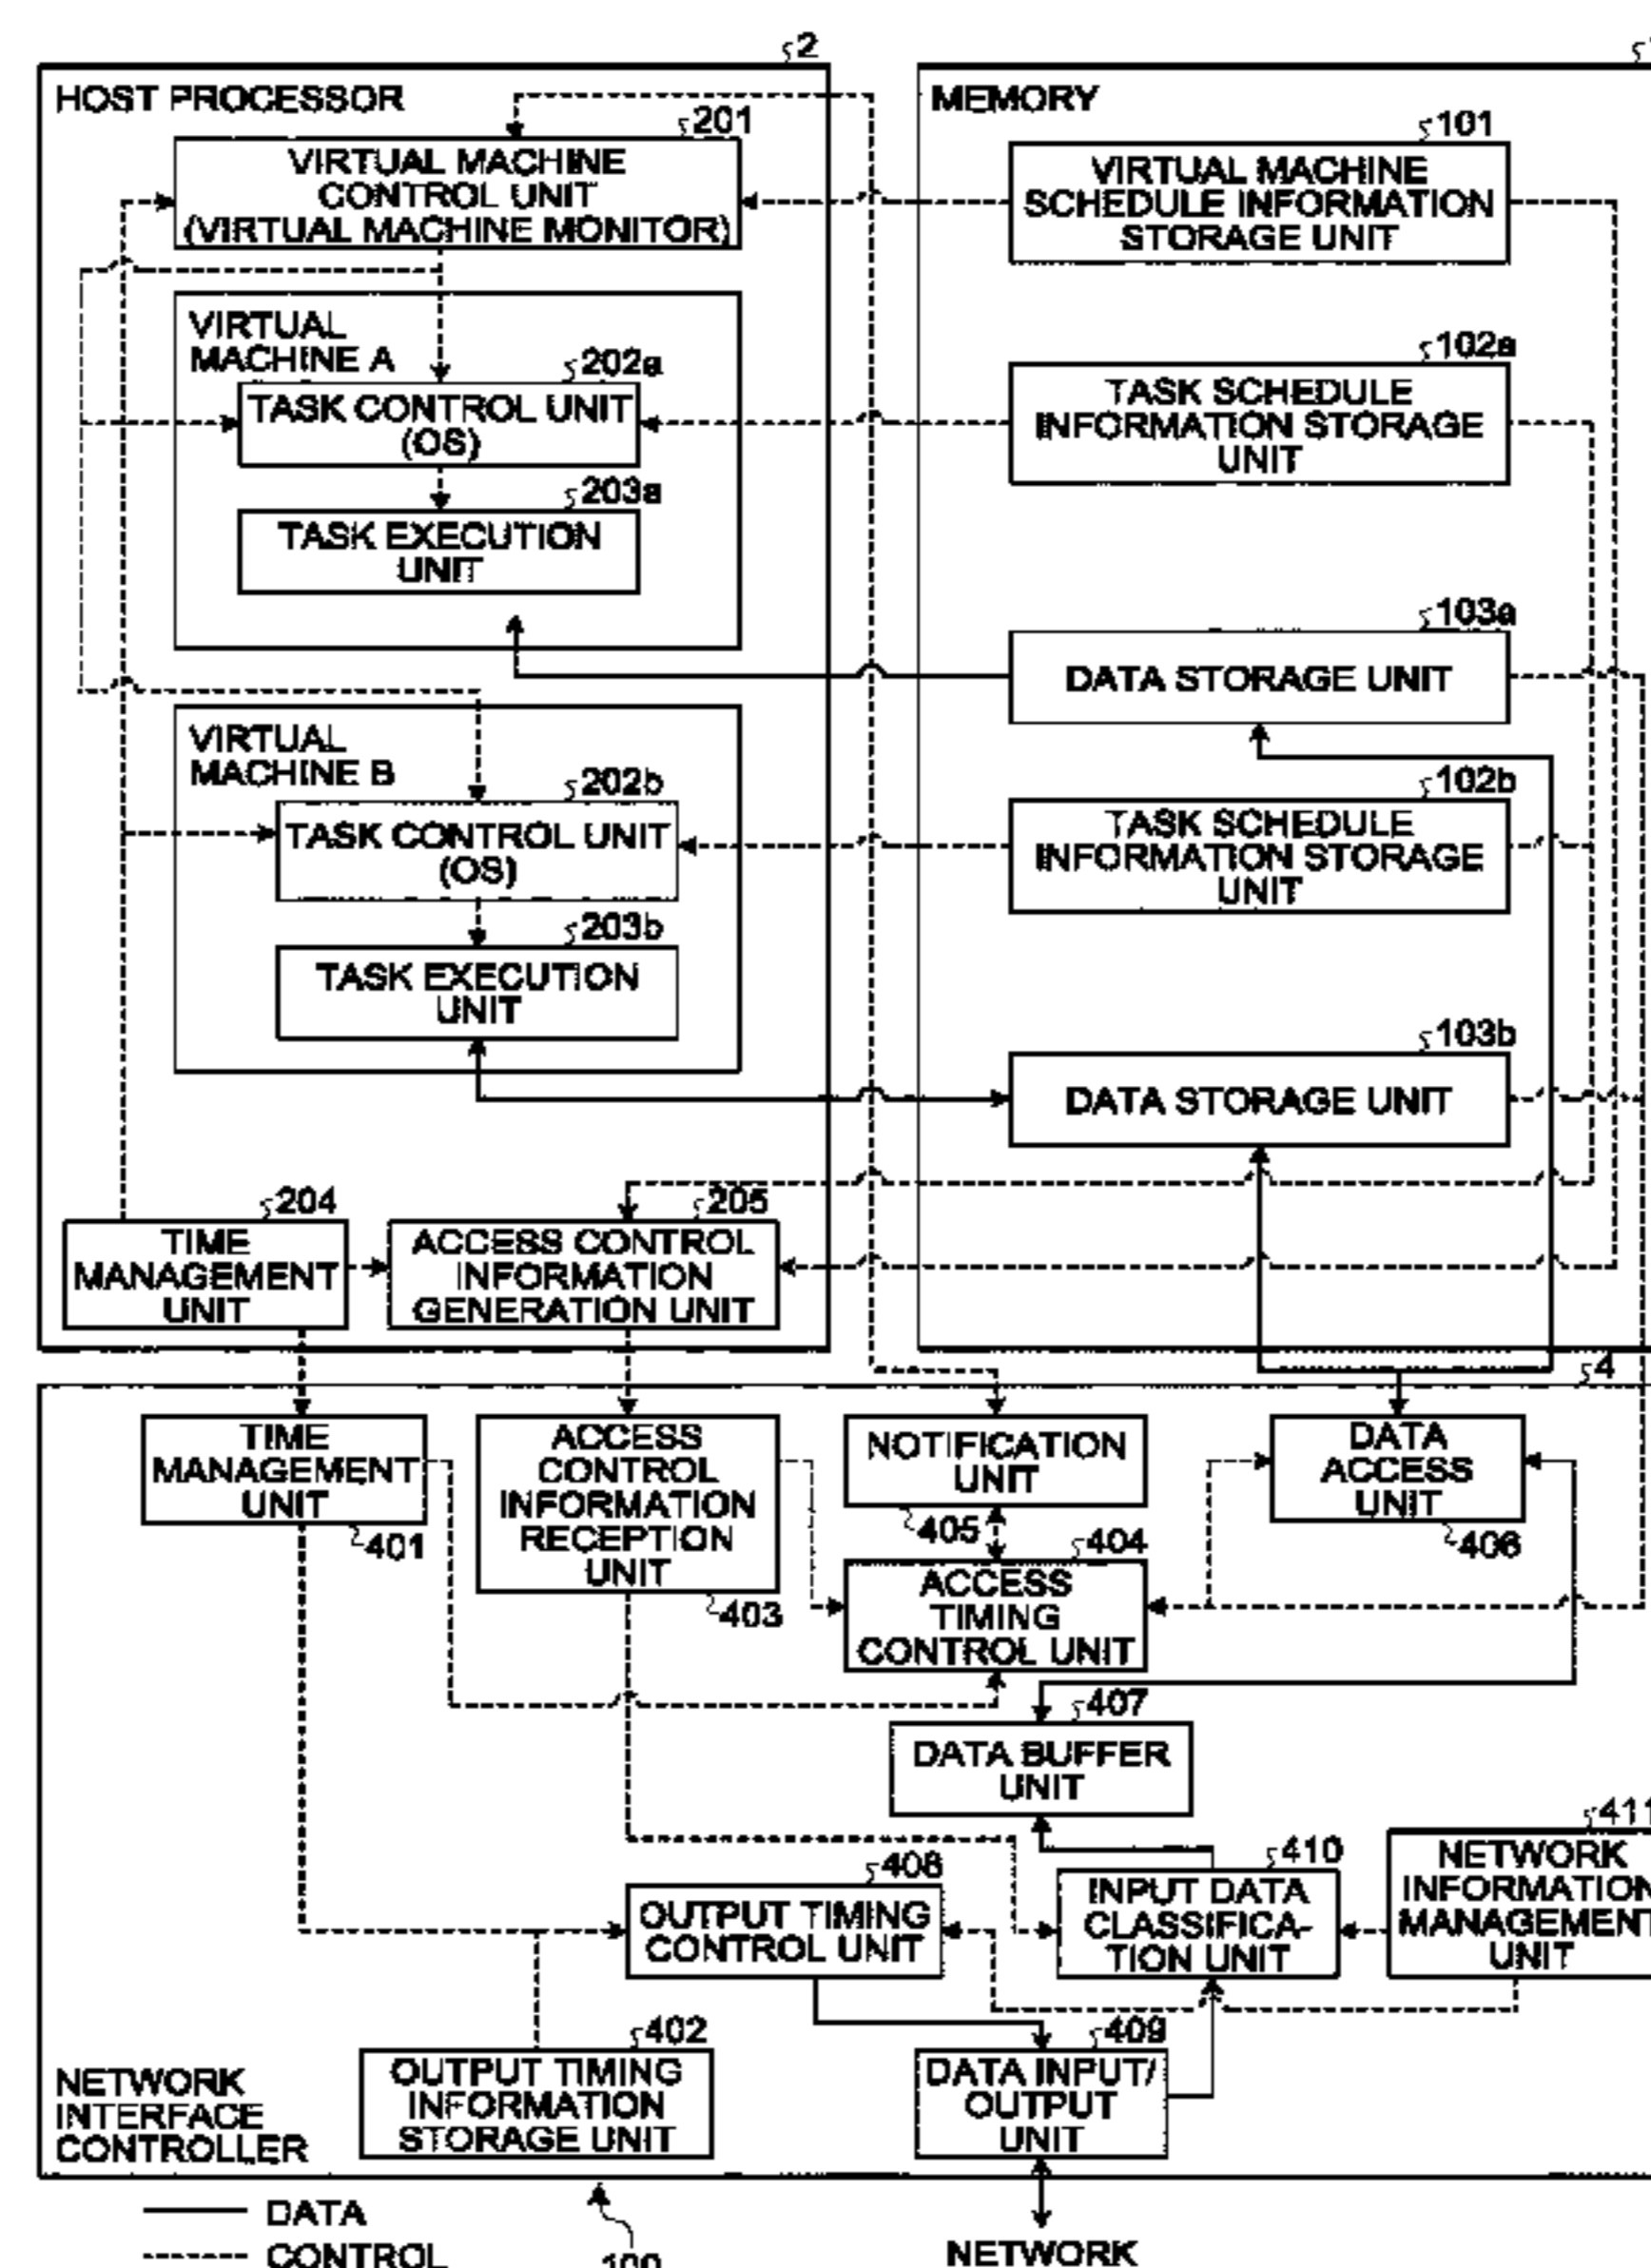 2
HOST PROCESSOR
201
VIRTUAL MACHINE
CONTROL UNIT
(VIRTUAL MACHINE MONITOR)
VIRTUAL
MACHINE A
202a
TASK CONTROL UNIT
(OS)
203a
TASK EXECUTION
UNIT
VIRTUAL
MACHINE B
202b
TASK CONTROL UNIT
(OS)
203b
TASK EXECUTION
UNIT
204
TIME
MANAGEMENT
UNIT
205
ACCESS CONTROL
INFORMATION
GENERATION UNIT
MEMORY
101
VIRTUAL MACHINE
SCHEDULE INFORMATION
STORAGE UNIT
102a
TASK SCHEDULE
INFORMATION STORAGE
UNIT
103a
DATA STORAGE UNIT
102b
TASK SCHEDULE
INFORMATION STORAGE
UNIT
103b
DATA STORAGE UNIT
4
TIME
MANAGEMENT
UNIT
401
ACCESS
CONTROL
INFORMATION
RECEPTION
UNIT
403
NOTIFICATION
UNIT
405
404
ACCESS
TIMING
CONTROL UNIT
DATA
ACCESS
UNIT
406
407
DATA BUFFER
UNIT
408
OUTPUT TIMING
CONTROL UNIT
410
INPUT DATA
CLASSIFICA-
TION UNIT
411
NETWORK
INFORMATION
MANAGEMENT
UNIT
402
OUTPUT TIMING
INFORMATION
STORAGE UNIT
409
DATA INPUT/
OUTPUT
UNIT
NETWORK
INTERFACE
CONTROLLER
DATA
CONTROL
100
NETWORK